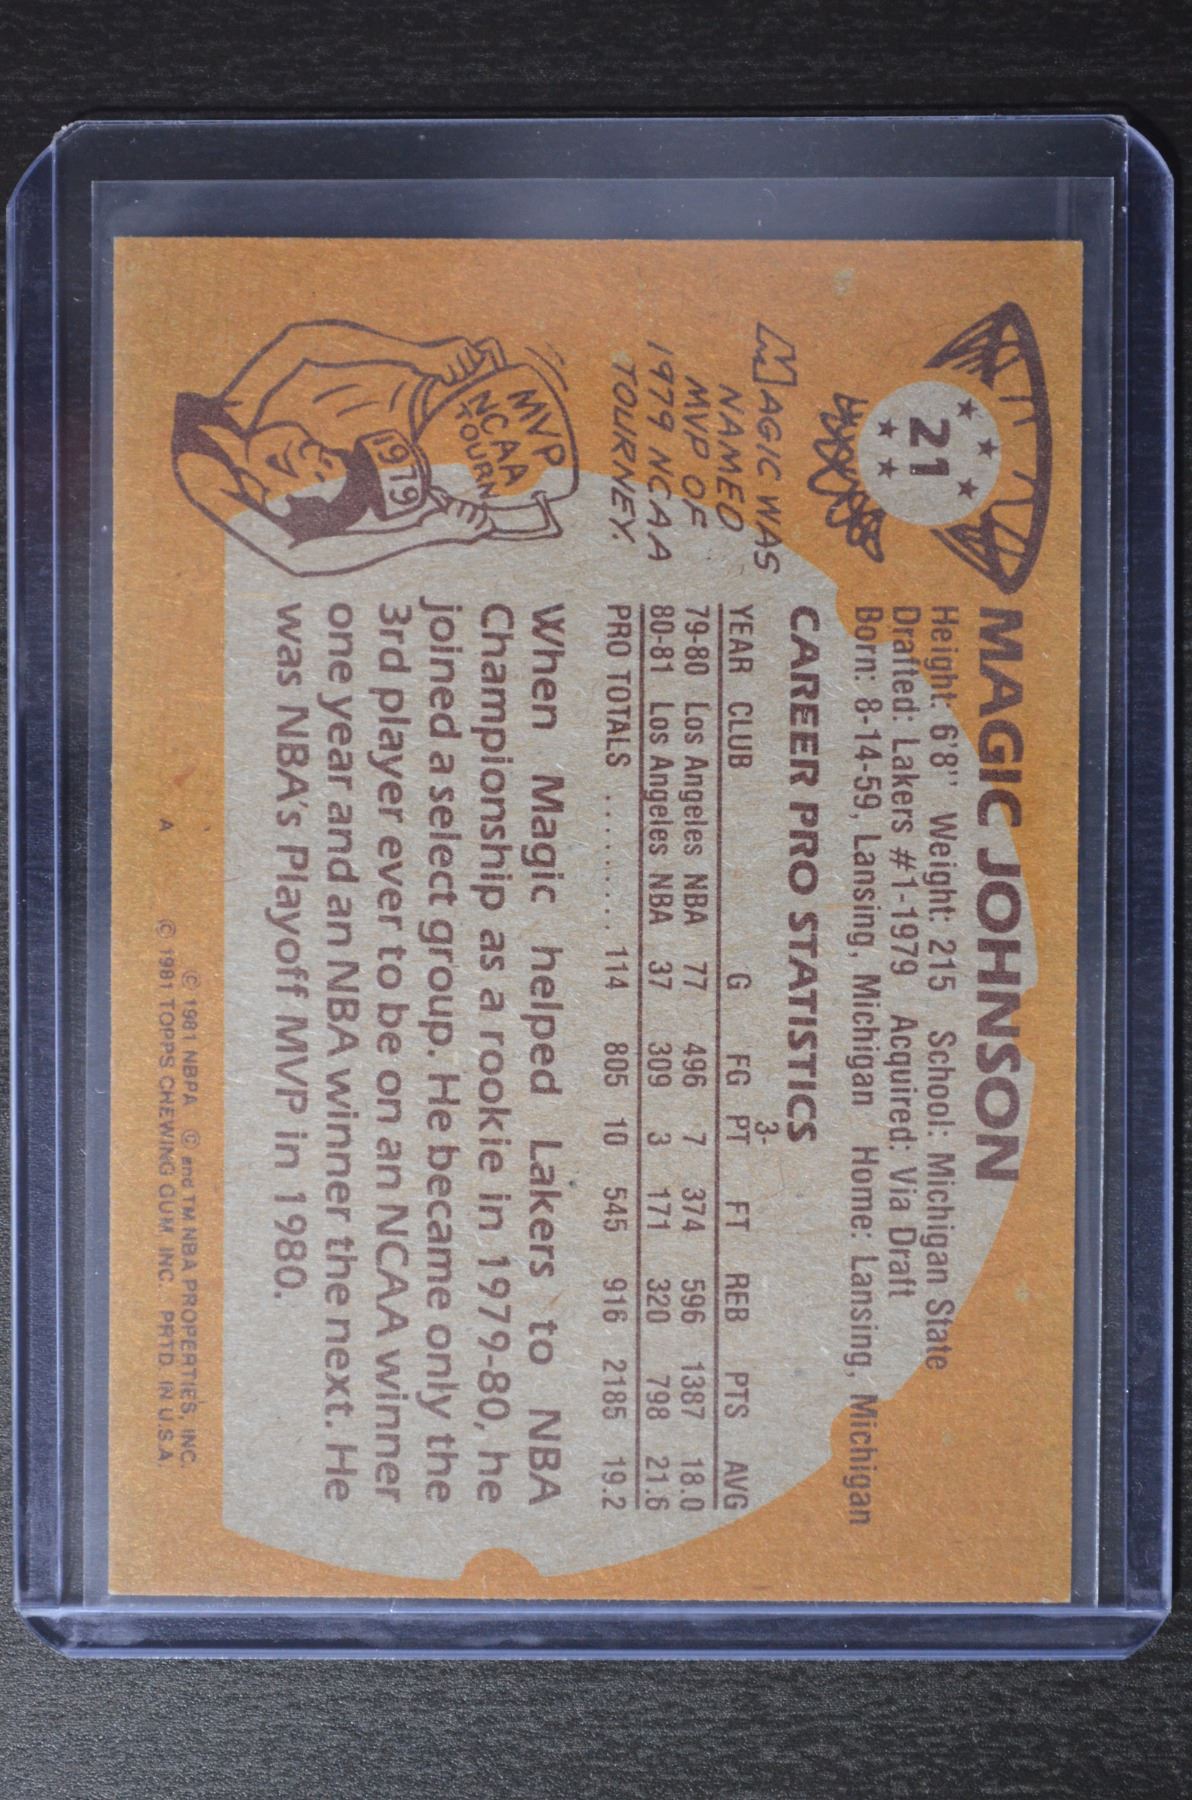 21
MAGIC JOHNSON
Height: 6'8" Weight: 215 School: Michigan State
Drafted: Lakers #1-1979 Acquired: Via Draft
Born: 8-14-59, Lansing, Michigan Home: Lansing, Michigan
MAGIC WAS
NAMED
MVP OF
1979 NCAA
TOURNEY.
MVP
NCAA
TOURN
1979
CAREER PRO STATISTICS
YEAR CLUB G FG 3-PT FT REB PTS AVG
79-80 Los Angeles NBA 77 496 7 374 596 1387 18.0
80-81 Los Angeles NBA 37 309 3 171 320 798 21.6
PRO TOTALS .......... 114 805 10 545 916 2185 19.2
When Magic helped Lakers to NBA
Championship as a rookie in 1979-80, he
joined a select group. He became only the
3rd player ever to be on an NCAA winner
one year and an NBA winner the next. He
was NBA's Playoff MVP in 1980.
© 1981 NBPA © and TM NBA PROPERTIES, INC.
A © 1981 TOPPS CHEWING GUM, INC. PRTD. IN U.S.A.